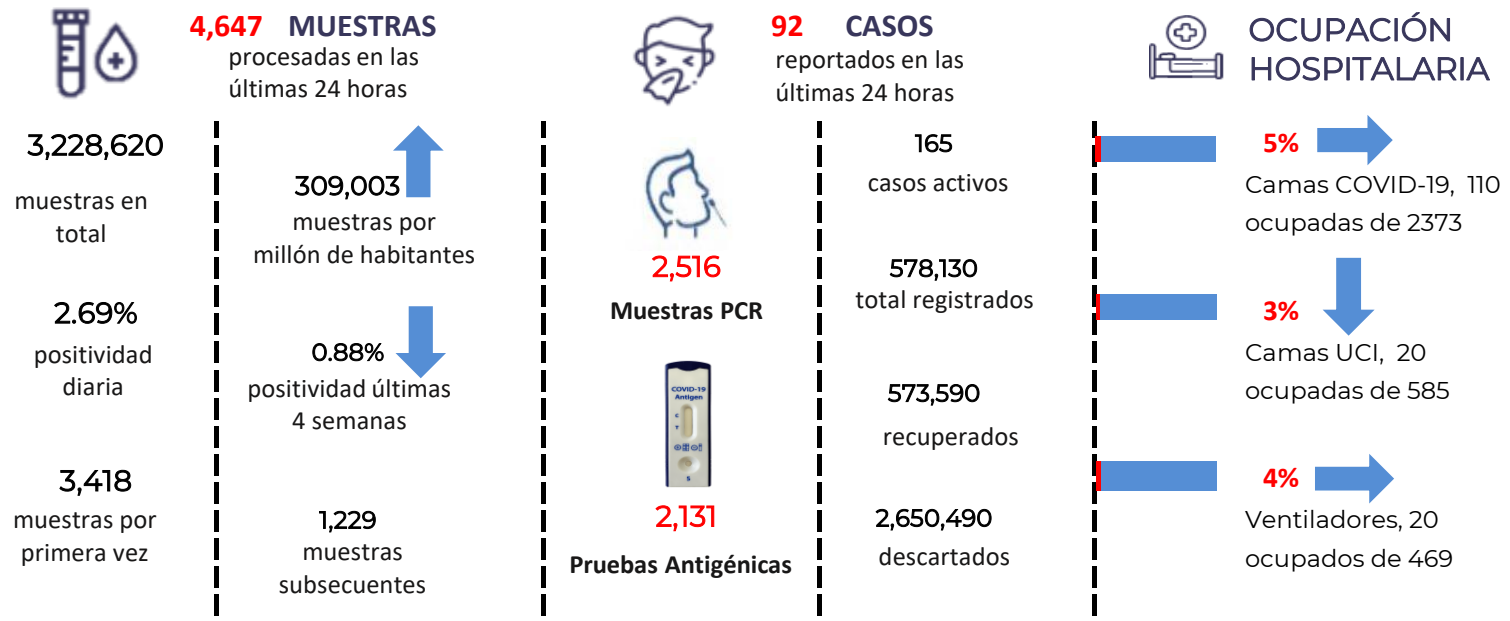 4,647 MUESTRAS
procesadas en las
últimas 24 horas
92 CASOS
reportados en las
últimas 24 horas
OCUPACIÓN
HOSPITALARIA
3,228,620
muestras en
total
2.69%
positividad
diaria
3,418
muestras por
primera vez
309,003
muestras por
millón de habitantes
0.88%
positividad últimas
4 semanas
1,229
muestras
subsecuentes
2,516
Muestras PCR
COVID-19
Antigen
C
T
S
2,131
Pruebas Antigénicas
165
casos activos
578,130
total registrados
573,590
recuperados
2,650,490
descartados
5%
Camas COVID-19, 110
ocupadas de 2373
3%
Camas UCI, 20
ocupadas de 585
4%
Ventiladores, 20
ocupados de 469